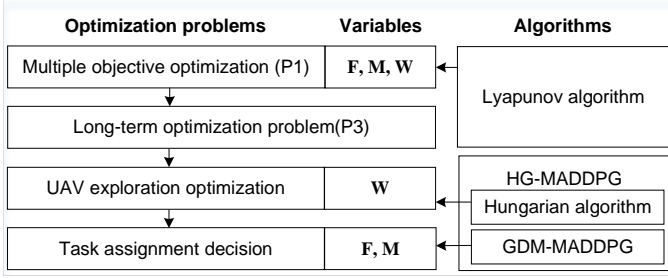 Optimization problems Variables Algorithms
Multiple objective optimization (P1) F, M, W
Lyapunov algorithm
Long-term optimization problem(P3)
HG-MADDPG
UAV exploration optimization W
Hungarian algorithm
Task assignment decision F, M GDM-MADDPG